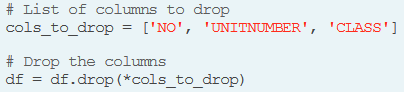 # List of columns to drop
cols_to_drop = ['NO', 'UNITNUMBER', 'CLASS']
# Drop the columns
df = df.drop(*cols_to_drop)